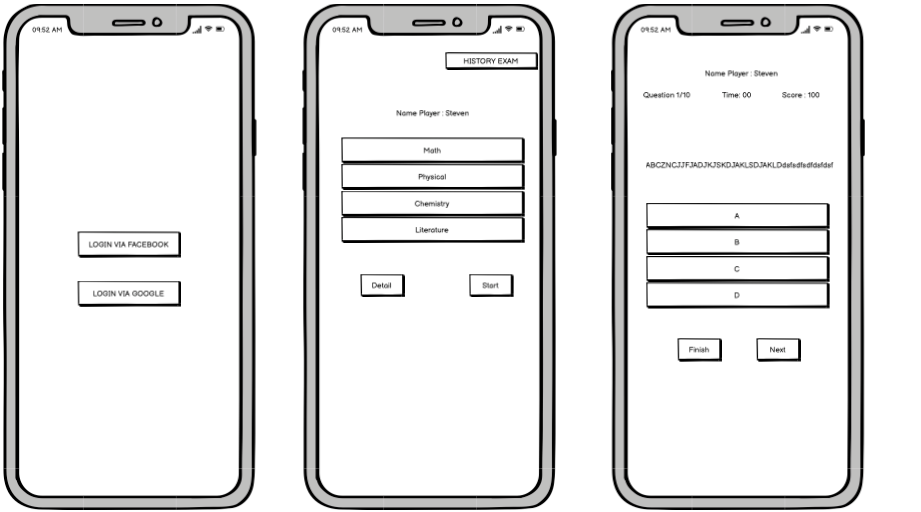 09:52 AM
LOGIN VIA FACEBOOK
LOGIN VIA GOOGLE
09:52 AM
HISTORY EXAM
Name Player : Steven
Math
Physical
Chemistry
Literature
Detail
Start
09:52 AM
Name Player : Steven
Question 1/10
Time: 00
Score : 100
A
B
C
D
Finish
Next